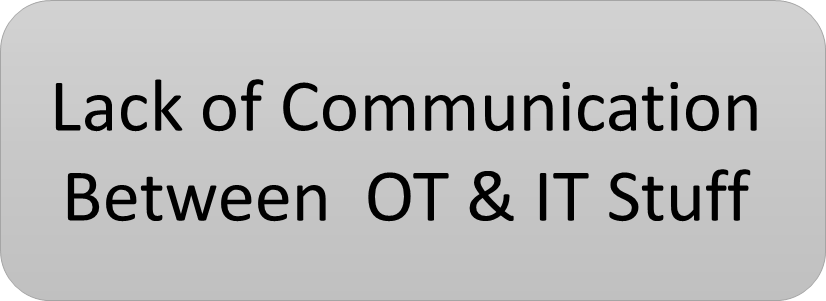 Lack of Communication
Between  OT & IT Stuff